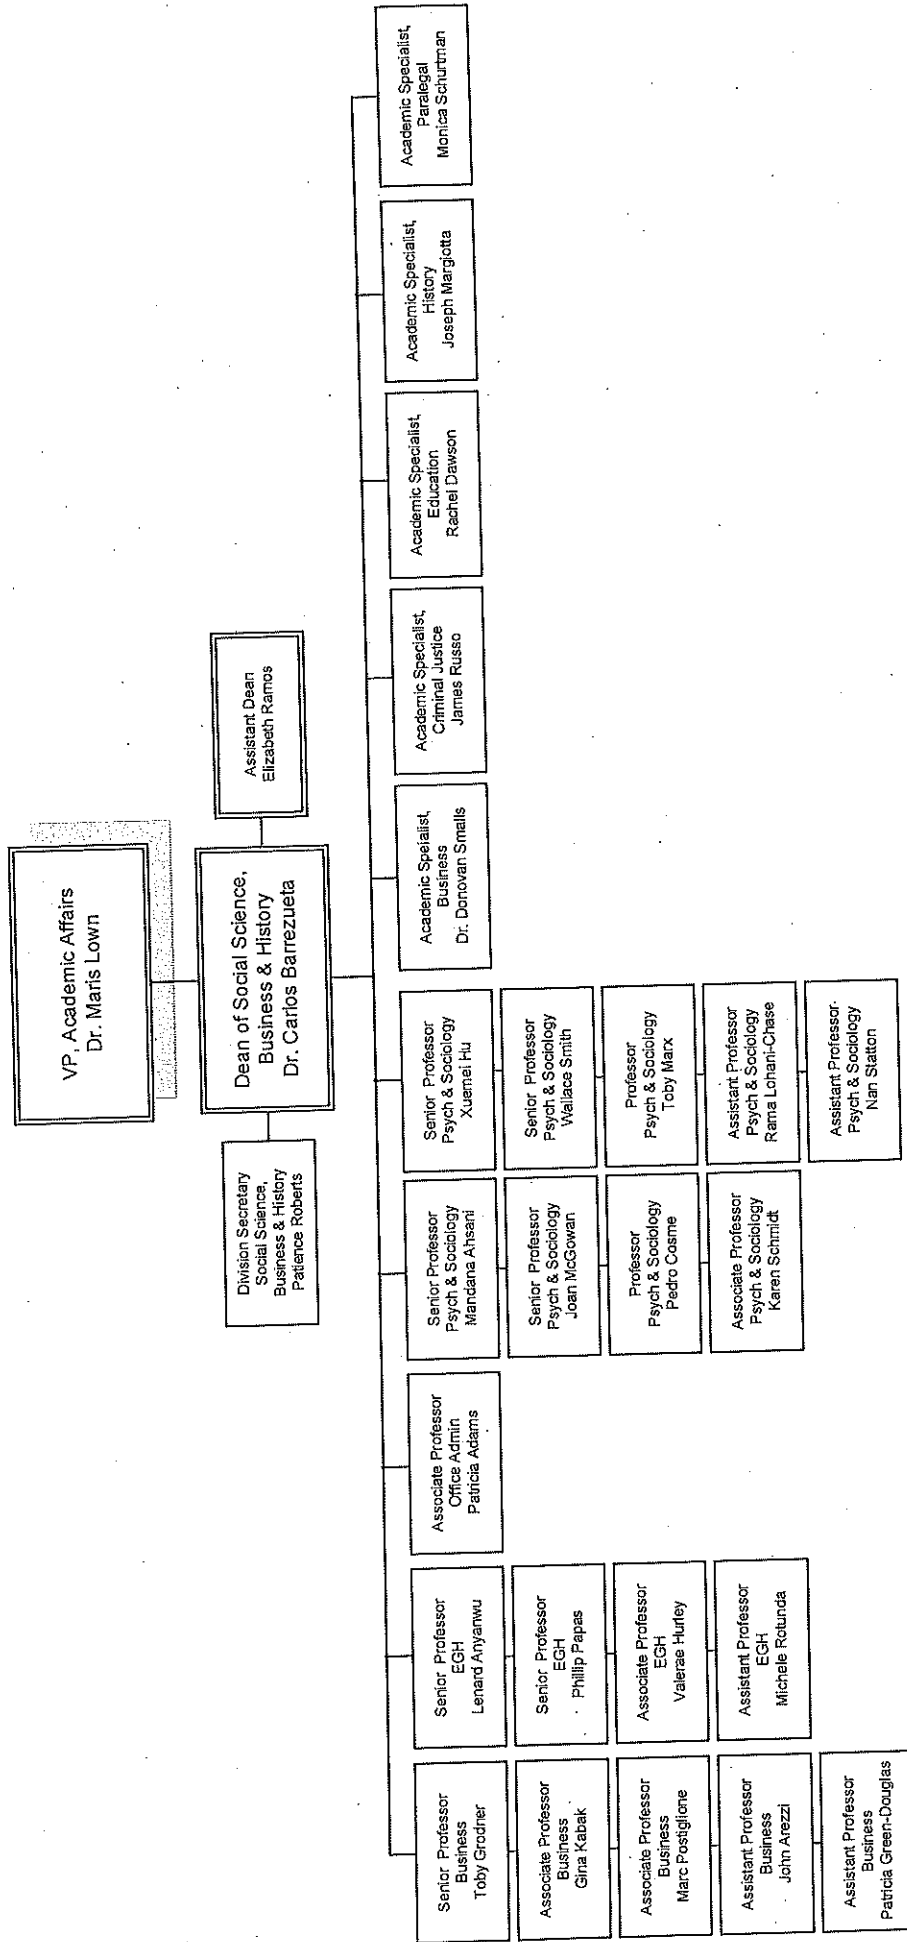 VP, Academic Affairs
Dr. Maris Lown
Division Secretary
Social Science,
Business & History
Patience Roberts
Dean of Social Science,
Business & History
Dr. Carlos Barrezueta
Assistant Dean
Elizabeth Ramos
Senior Professor
Business
Toby Grodner
Associate Professor
Business
Gina Kabak
Associate Professor
Business
Marc Postiglione
Assistant Professor
Business
John Arezzi
Assistant Professor
Business
Patricia Green-Douglas
Senior Professor
EGH
Lenard Anyanwu
Senior Professor
EGH
Phillip Papas
Associate Professor
EGH
Valerae Hurley
Assistant Professor
EGH
Michele Rotunda
Associate Professor
Office Admin
Patricia Adams
Senior Professor
Psych & Sociology
Mandana Ahsani
Senior Professor
Psych & Sociology
Joan McGowan
Professor
Psych & Sociology
Pedro Cosme
Associate Professor
Psych & Sociology
Karen Schmidt
Senior Professor
Psych & Sociology
Xuemei Hu
Senior Professor
Psych & Sociology
Wallace Smith
Professor
Psych & Sociology
Toby Marx
Assistant Professor
Psych & Sociology
Rama Lohani-Chase
Assistant Professor
Psych & Sociology
Nan Statton
Academic Speialist,
Business
Dr. Donovan Smalls
Academic Specialist,
Criminal Justice
James Russo
Academic Specialist,
Education
Rachel Dawson
Academic Specialist,
History
Joseph Margiotta
Academic Specialist,
Paralegal
Monica Schurtman